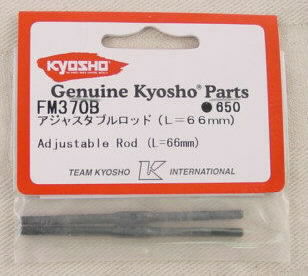 KYOSHO
Genuine Kyosho® Parts
FM370B ●650
アジャスタブルロッド(L=66mm)
Adjustable Rod (L=66mm)
TEAM KYOSHO K INTERNATIONAL